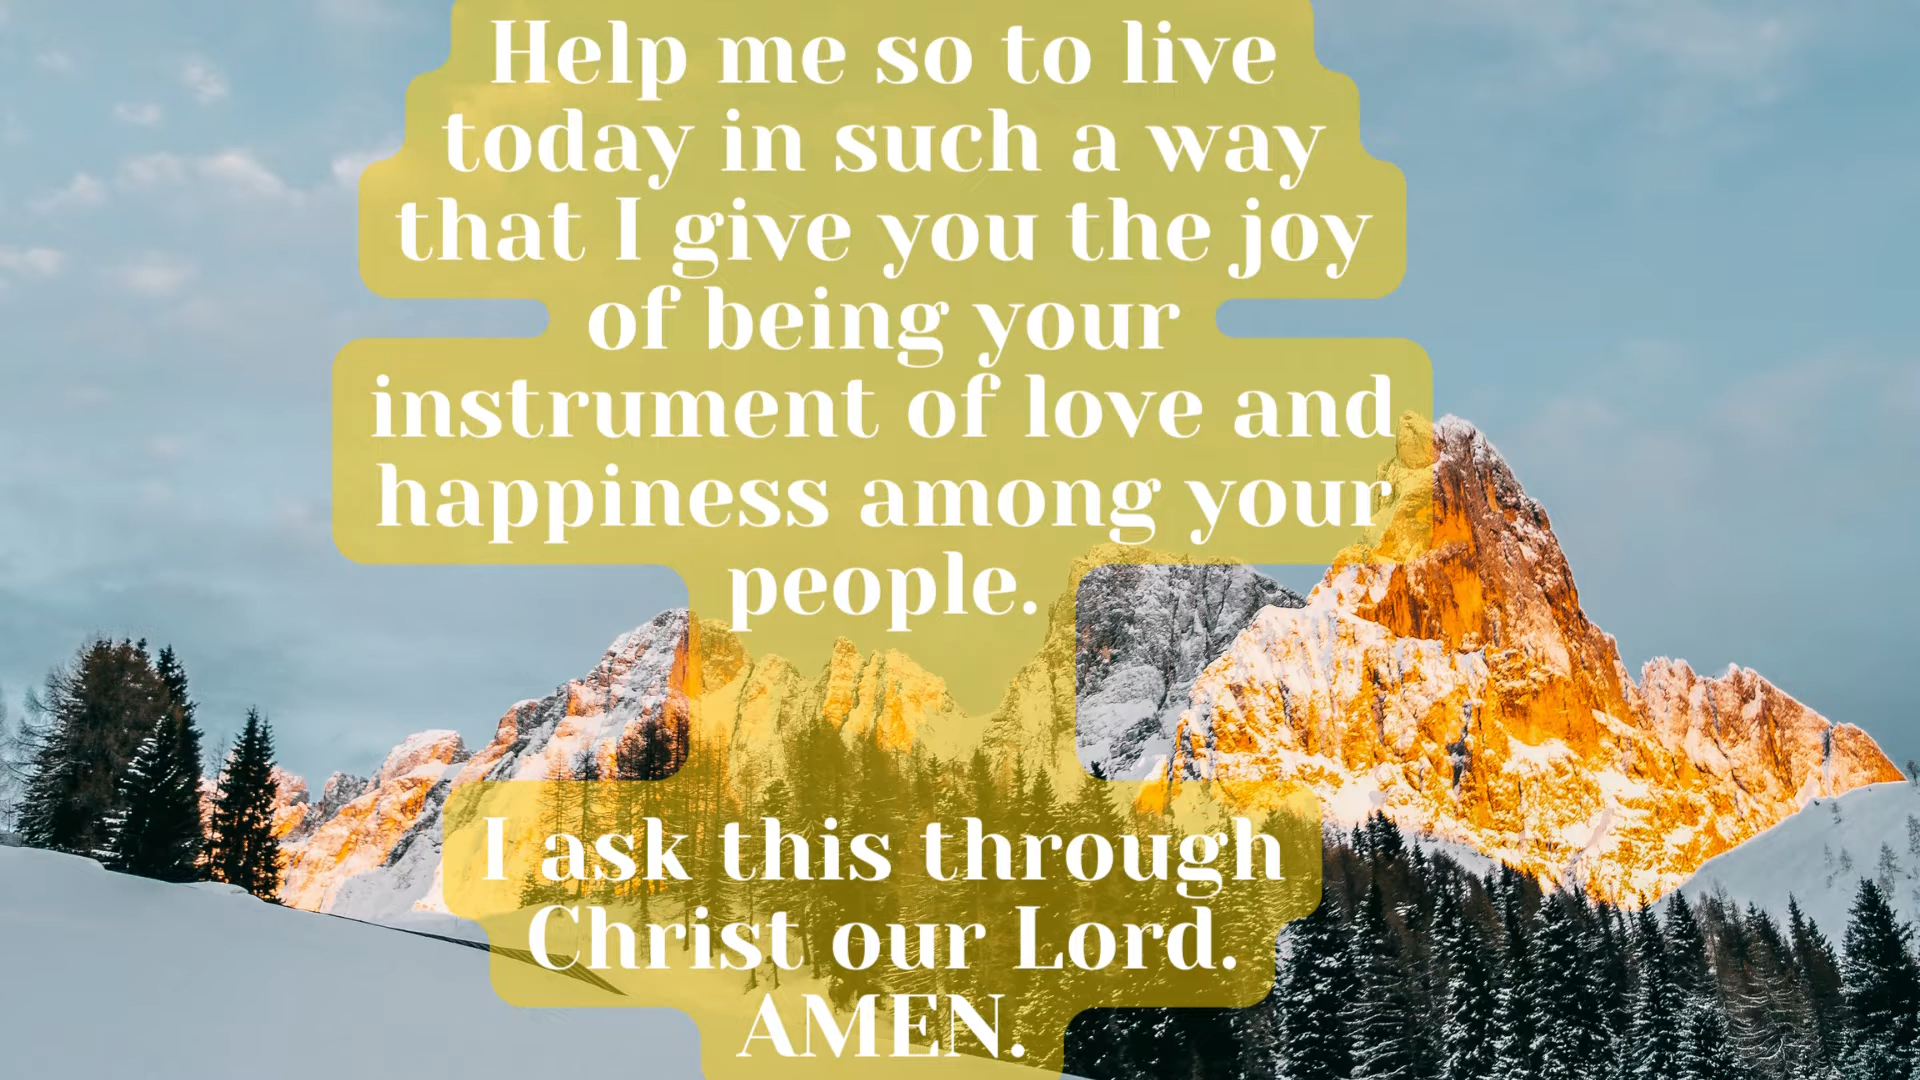 Help me so to live
today in such a way
that I give you the joy
of being your
instrument of love and
happiness among your
people.
I ask this through
Christ our Lord.
AMEN.